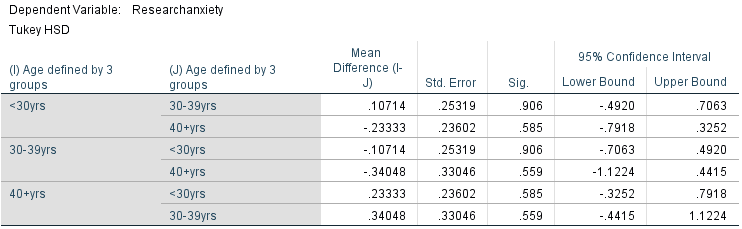 Dependent Variable: Researchanxiety
Tukey HSD
(I) Age defined by 3 groups (J) Age defined by 3 groups Mean Difference (I-J) Std. Error Sig. 95% Confidence Interval
Lower Bound Upper Bound
<30yrs 30-39yrs .10714 .25319 .906 -.4920 .7063
40+yrs -.23333 .23602 .585 -.7918 .3252
30-39yrs <30yrs -.10714 .25319 .906 -.7063 .4920
40+yrs -.34048 .33046 .559 -1.1224 .4415
40+yrs <30yrs .23333 .23602 .585 -.3252 .7918
30-39yrs .34048 .33046 .559 -.4415 1.1224